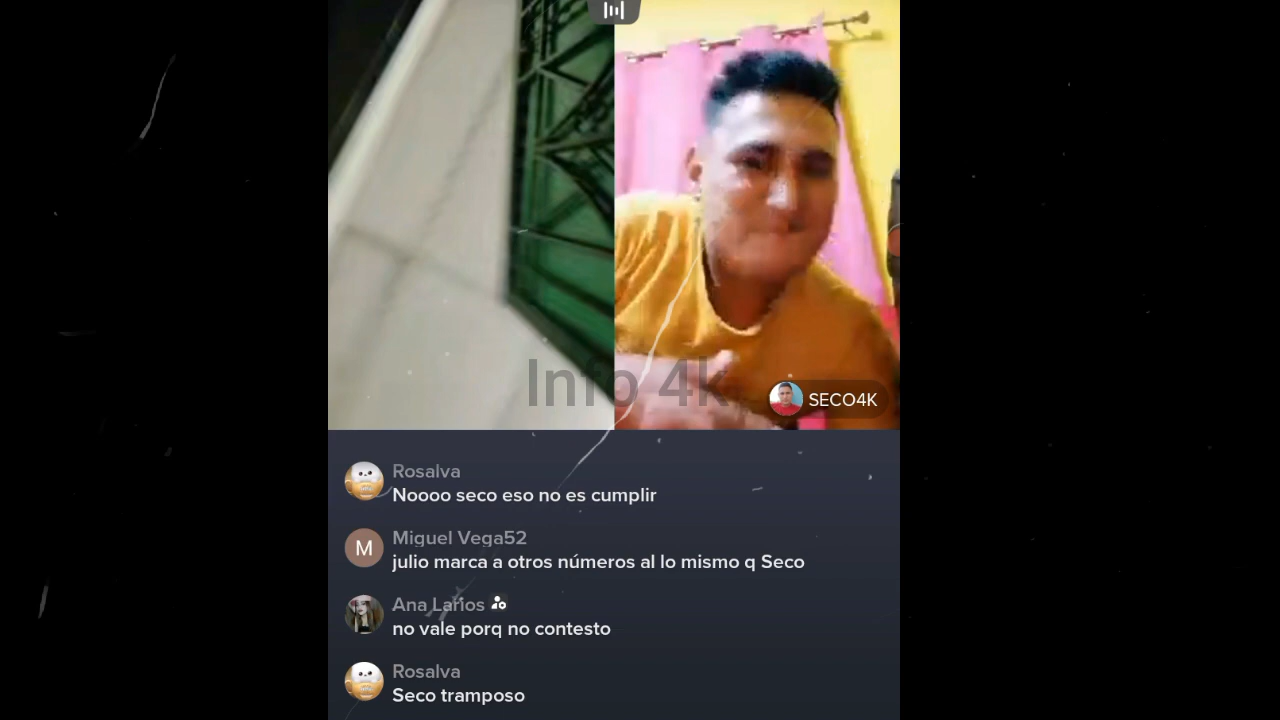 Info 4k
SECO4K
Rosalva
Noooo seco eso no es cumplir
M
Miguel Vega52
julio marca a otros números al lo mismo q Seco
Ana Larios
no vale porq no contesto
Rosalva
Seco tramposo